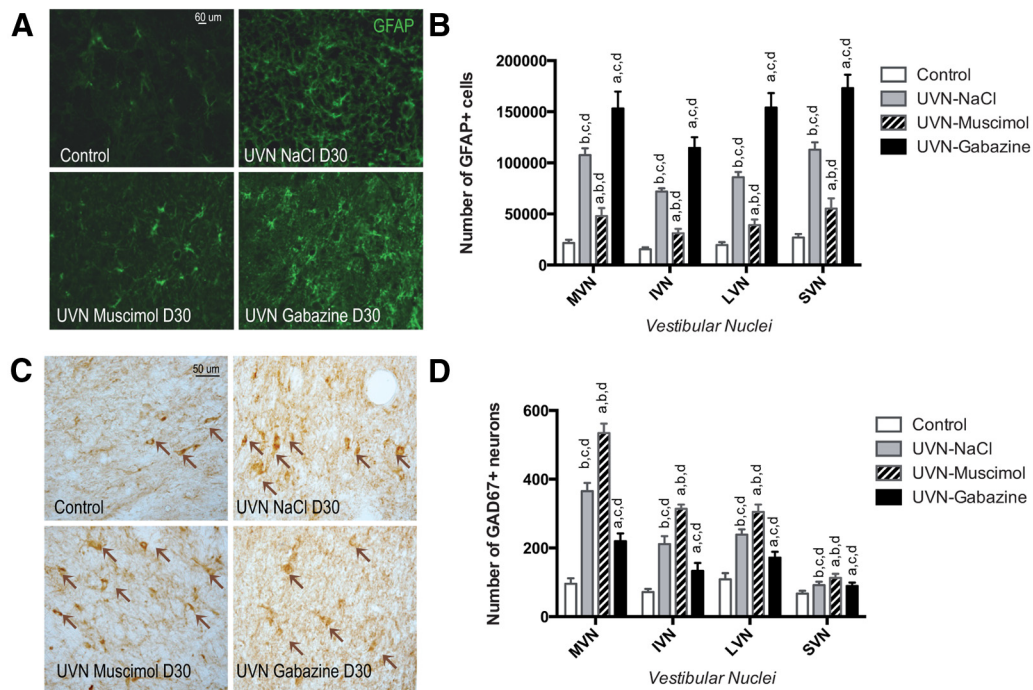 A
60 um
GFAP
Control
UVN NaCl D30
UVN Muscimol D30
UVN Gabazine D30
B
Number of GFAP+ cells
200000
150000
100000
50000
0
b,c,d
a,b,d
a,c,d
b,c,d
a,b,d
a,c,d
b,c,d
a,b,d
a,c,d
b,c,d
a,b,d
a,c,d
MVN
IVN
LVN
SVN
Vestibular Nuclei
Control
UVN-NaCl
UVN-Muscimol
UVN-Gabazine
C
50 um
Control
UVN NaCl D30
UVN Muscimol D30
UVN Gabazine D30
D
Number of GAD67+ neurons
600
400
200
0
b,c,d
a,b,d
a,c,d
b,c,d
a,b,d
a,c,d
b,c,d
a,b,d
a,c,d
b,c,d
a,b,d
a,c,d
MVN
IVN
LVN
SVN
Vestibular Nuclei
Control
UVN-NaCl
UVN-Muscimol
UVN-Gabazine